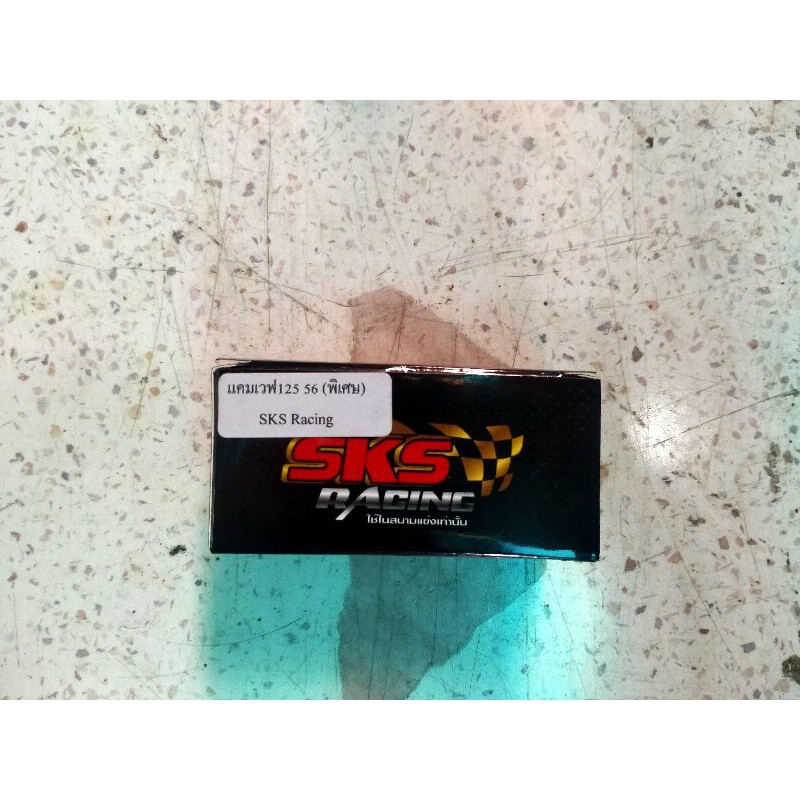 แคมเวฟ125 56 (พิเศษ)
SKS Racing
SKS
RACING
ใช้ในสนามแข่งเท่านั้น